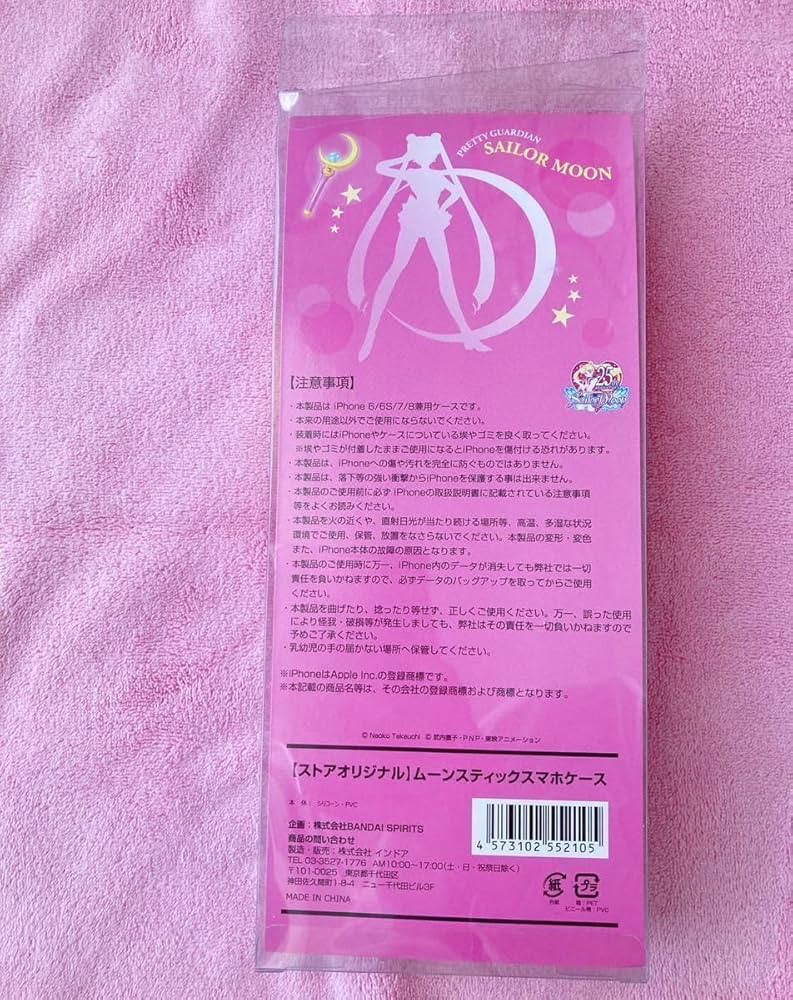 PRETTY GUARDIAN
SAILOR MOON
【注意事項】
25
Sailor Moon
・本製品は iPhone 6/6S/7/8兼用ケースです。
・本来の用途以外でご使用にならないでください。
・装着時にはiPhoneやケースについている埃やゴミを良く取ってください。
※埃やゴミが付着したままご使用になるとiPhoneを傷付ける恐れがあります。
・本製品は、iPhoneへの傷や汚れを完全に防ぐものではありません。
・本製品は、落下等の強い衝撃からiPhoneを保護する事は出来ません。
・本製品のご使用前に必ず iPhoneの取扱説明書に記載されている注意事項
等をよくお読みください。
・本製品を火の近くや、直射日光が当たり続ける場所等、高温、多湿な状況
環境でご使用、保管、放置をなさらないでください。本製品の変形・変色
また、iPhone本体の故障の原因となります。
・本製品のご使用時に万一、iPhone内のデータが消失しても弊社では一切
責任を負いかねますので、必ずデータのバックアップを取ってからご使用
ください。
・本製品を曲げたり、捻ったり等せず、正しくご使用ください。万一、誤った使用
により怪我・破損等が発生しましても、弊社はその責任を一切負いかねますので
予めご了承ください。
・乳幼児の手の届かない場所へ保管してください。
※iPhoneはApple Inc.の登録商標です。
※本記載の商品名等は、その会社の登録商標および商標となります。
© Naoko Takeuchi © 武内直子・PNP・東映アニメーション
【ストアオリジナル】ムーンスティックスマホケース
本・体： シリコーン・PVC
企画：株式会社BANDAI SPIRITS
商品の問い合わせ
製造・販売：株式会社 インドア
TEL 03-3527-1776 AM10:00〜17:00(土・日・祝祭日除く)
〒101-0025 東京都千代田区
神田佐久間町1-8-4 ニュー千代田ビル3F
MADE IN CHINA
4 573102 552105
紙
台紙
プラ
箱：PET
ビニール類：PVC